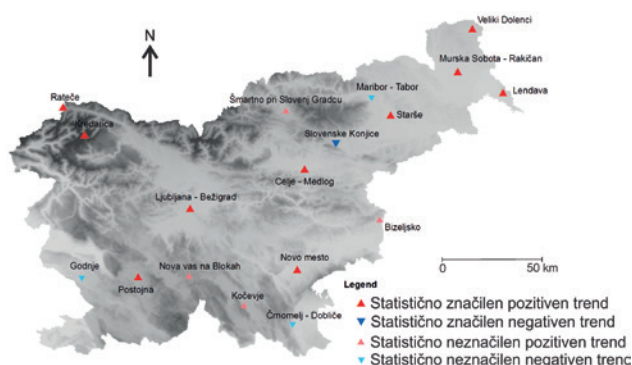 Veliki Dolenci
N
Murska Sobota - Rakičan
Maribor - Tabor
Lendava
Rateče
Šmartno pri Slovenj Gradcu
Starše
Kredarica
Slovenske Konjice
Celje - Medlog
Ljubljana - Bežigrad
Bizeljsko
Godnje
Nova vas na Blokah
Novo mesto
Postojna
Kočevje
Črnomelj - Dobliče
0 50 km
Legend
Statistično značilen pozitiven trend
Statistično značilen negativen trend
Statistično neznačilen pozitiven trend
Statistično neznačilen negativen trend